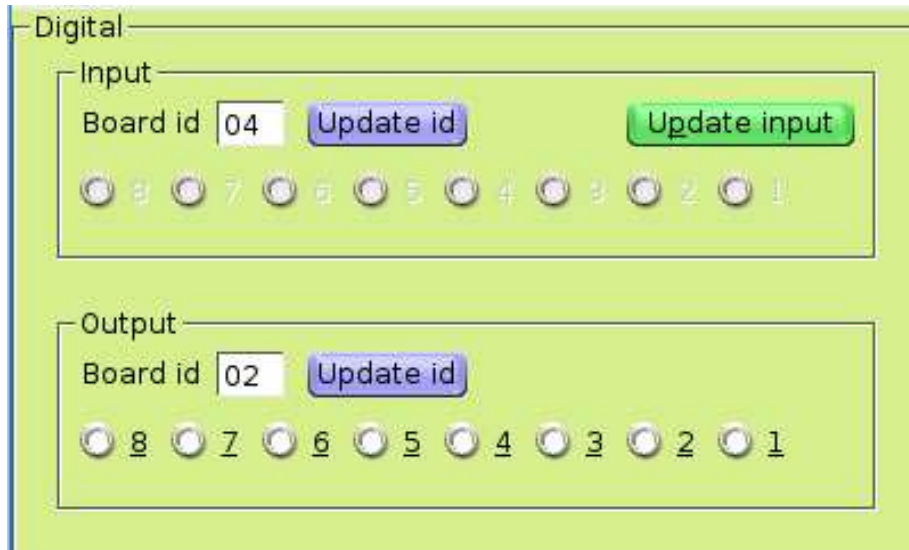 Digital
Input
Board id 04 Update id Update input
8 7 6 5 4 3 2 1
Output
Board id 02 Update id
8 7 6 5 4 3 2 1